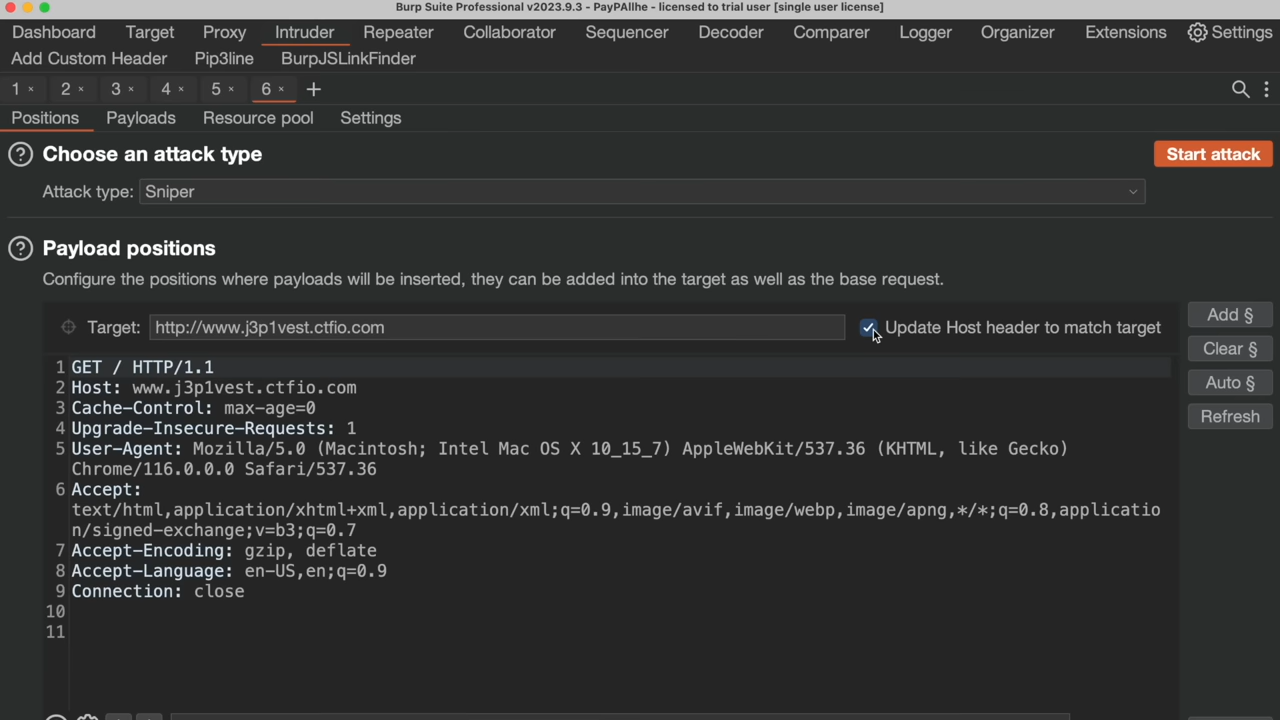 Burp Suite Professional v2023.9.3 - PayPAllhe - licensed to trial user [single user license]
Dashboard Target Proxy Intruder Repeater Collaborator Sequencer Decoder Comparer Logger Organizer Extensions Settings
Add Custom Header Pip3line BurpJSLinkFinder
1 × 2 × 3 × 4 × 5 × 6 × +
Positions Payloads Resource pool Settings
? Choose an attack type Start attack
Attack type: Sniper
? Payload positions
Configure the positions where payloads will be inserted, they can be added into the target as well as the base request.
Add §
Target: http://www.j3p1vest.ctfio.com Update Host header to match target
Clear §
1 GET / HTTP/1.1
2 Host: www.j3p1vest.ctfio.com
Auto §
3 Cache-Control: max-age=0
Refresh
4 Upgrade-Insecure-Requests: 1
5 User-Agent: Mozilla/5.0 (Macintosh; Intel Mac OS X 10_15_7) AppleWebKit/537.36 (KHTML, like Gecko)
Chrome/116.0.0.0 Safari/537.36
6 Accept:
text/html,application/xhtml+xml,application/xml;q=0.9,image/avif,image/webp,image/apng,*/*;q=0.8,applicatio
n/signed-exchange;v=b3;q=0.7
7 Accept-Encoding: gzip, deflate
8 Accept-Language: en-US,en;q=0.9
9 Connection: close
10
11